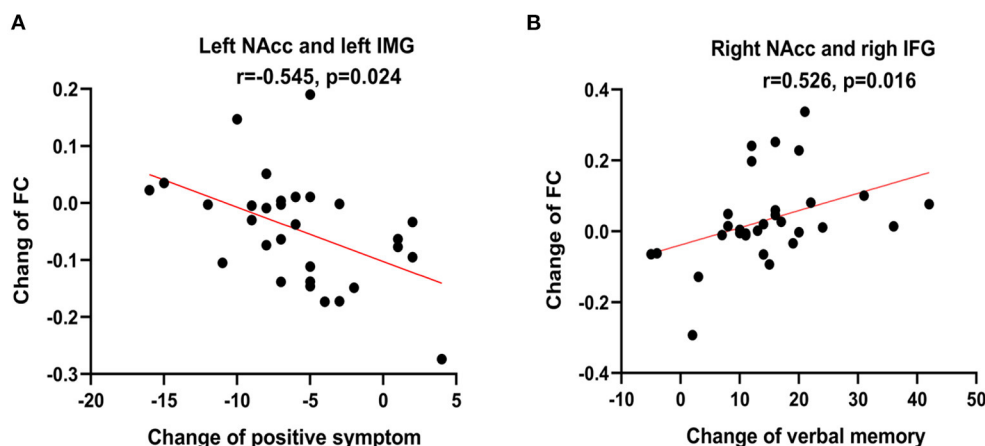 A
Left NAcc and left IMG
r=-0.545, p=0.024
Chang of FC
0.2
0.1
0.0
-0.1
-0.2
-0.3
-20 -15 -10 -5 0 5
Change of positive symptom
B
Right NAcc and righ IFG
r=0.526, p=0.016
Change of FC
0.4
0.2
0.0
-0.2
-0.4
-10 0 10 20 30 40 50
Change of verbal memory